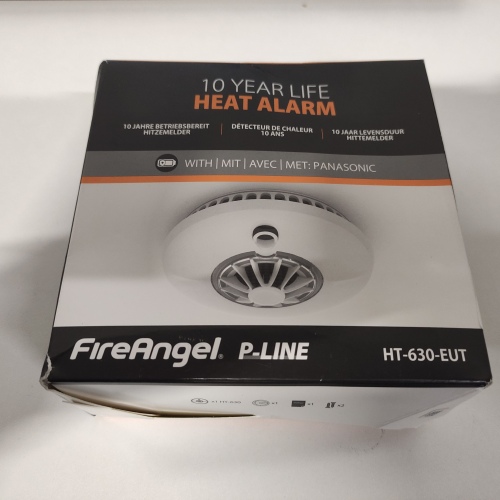 10 YEAR LIFE
HEAT ALARM
10 JAHRE BETRIEBSBEREIT
HITZEMELDER
DÉTECTEUR DE CHALEUR
10 ANS
10 JAAR LEVENSDUUR
HITTEMELDER
WITH | MIT | AVEC | MET: PANASONIC
FireAngel® P-LINE
HT-630-EUT